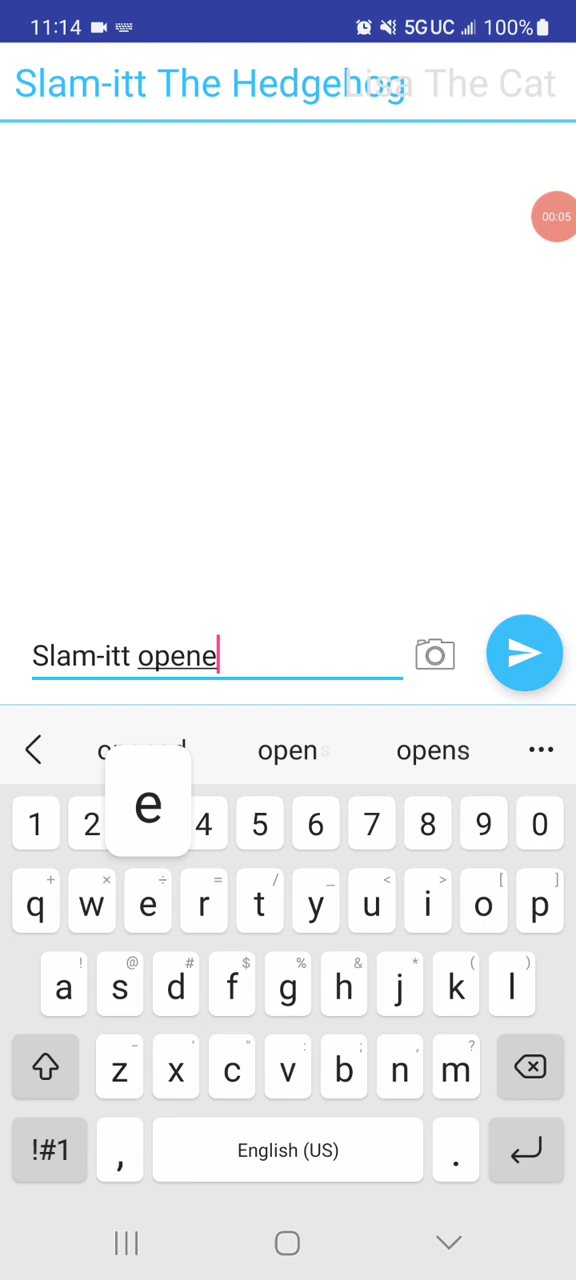 11:14 5G UC 100%
Slam-itt The Hedgehog Lisa The Cat
00:05
Slam-itt opene
open opens
e
1 2 4 5 6 7 8 9 0
+ × ÷ = / _ < > [ ]
q w e r t y u i o p
! @ # $ % & * ( )
a s d f g h j k l
- ' " : ; , ?
z x c v b n m
!#1 , English (US) .